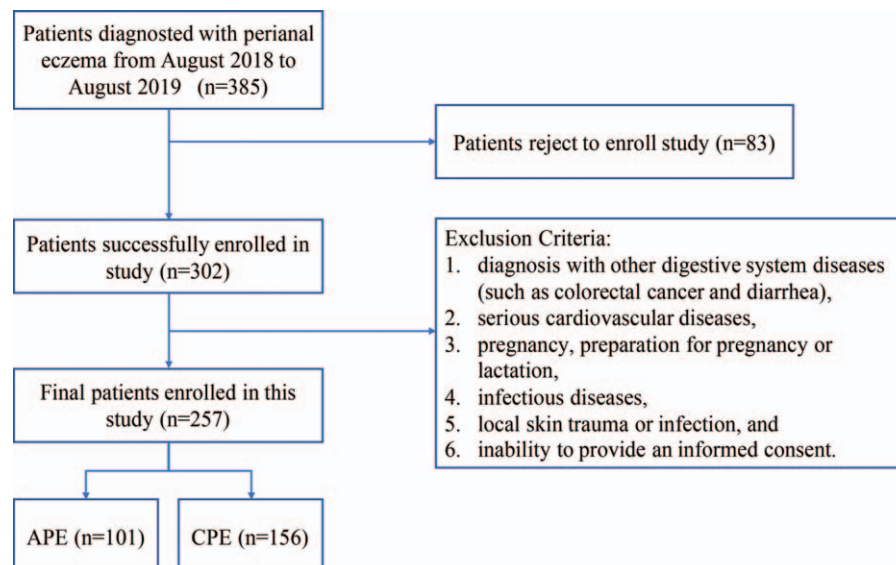 Patients diagnosted with perianal
eczema from August 2018 to
August 2019 (n=385)
Patients reject to enroll study (n=83)
Patients successfully enrolled in
study (n=302)
Exclusion Criteria:
1. diagnosis with other digestive system diseases
(such as colorectal cancer and diarrhea),
2. serious cardiovascular diseases,
3. pregnancy, preparation for pregnancy or
lactation,
4. infectious diseases,
5. local skin trauma or infection, and
6. inability to provide an informed consent.
Final patients enrolled in this
study (n=257)
APE (n=101)
CPE (n=156)